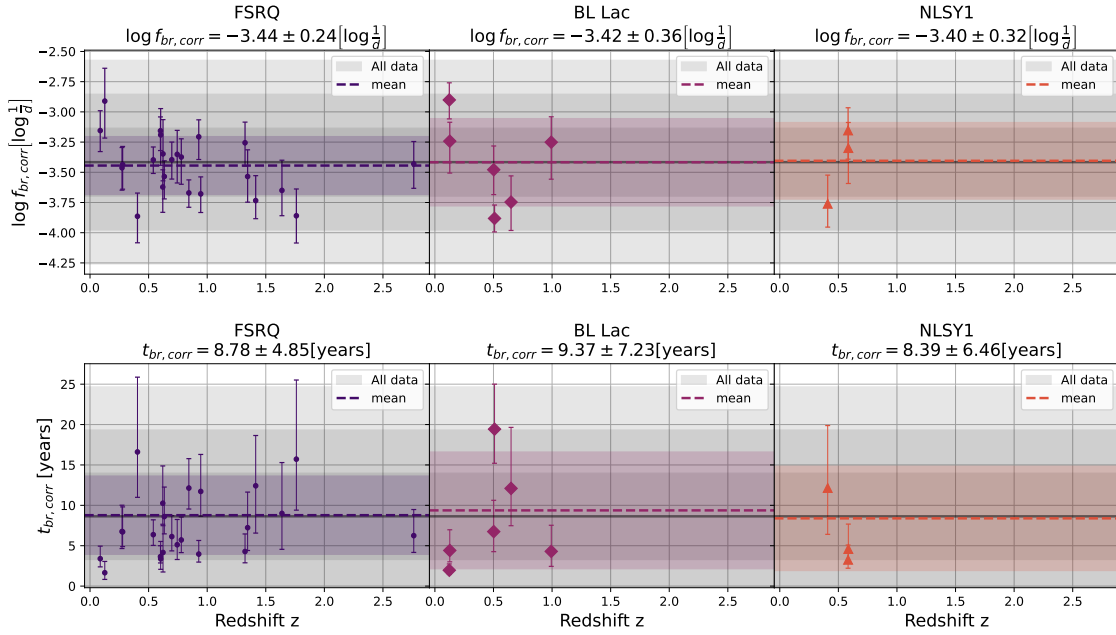 FSRQ
log f_{br,corr} = −3.44 ± 0.24[log 1/d]
BL Lac
log f_{br,corr} = −3.42 ± 0.36[log 1/d]
NLSY1
log f_{br,corr} = −3.40 ± 0.32[log 1/d]
log f_{br,corr}[log 1/d]
−2.50
−2.75
−3.00
−3.25
−3.50
−3.75
−4.00
−4.25
All data
mean
All data
mean
All data
mean
0.0 0.5 1.0 1.5 2.0 2.5
0.0 0.5 1.0 1.5 2.0 2.5
0.0 0.5 1.0 1.5 2.0 2.5
FSRQ
t_{br,corr} = 8.78 ± 4.85[years]
BL Lac
t_{br,corr} = 9.37 ± 7.23[years]
NLSY1
t_{br,corr} = 8.39 ± 6.46[years]
t_{br,corr} [years]
25
20
15
10
5
0
All data
mean
All data
mean
All data
mean
0.0 0.5 1.0 1.5 2.0 2.5
0.0 0.5 1.0 1.5 2.0 2.5
0.0 0.5 1.0 1.5 2.0 2.5
Redshift z
Redshift z
Redshift z